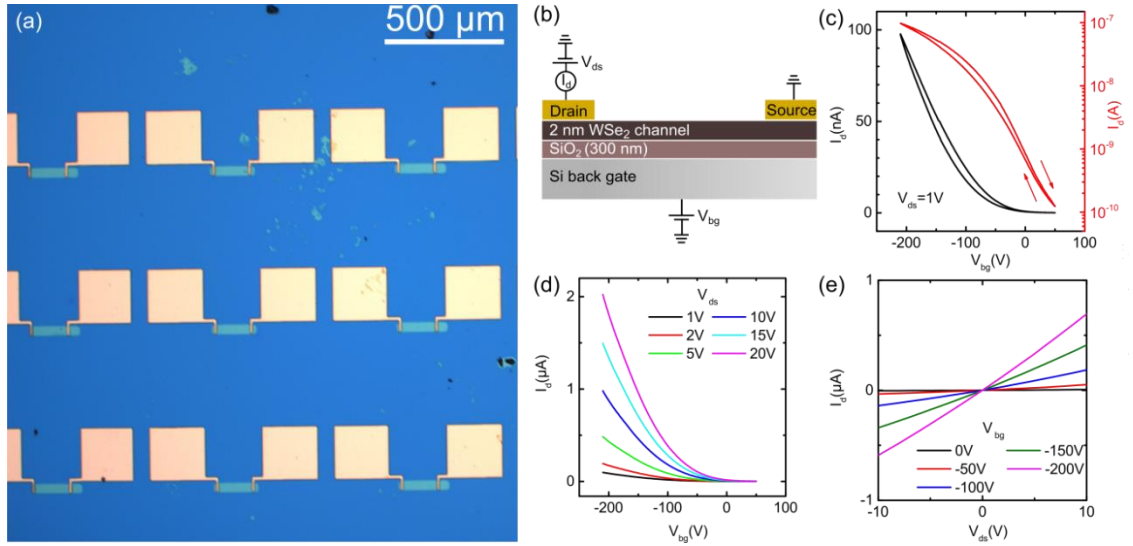 (a)
500 µm
(b)
V_ds
I_d
Drain
Source
2 nm WSe₂ channel
SiO₂ (300 nm)
Si back gate
V_bg
(c)
100
50
0
I_d(nA)
10⁻⁷
10⁻⁸
10⁻⁹
10⁻¹⁰
I_d(A)
V_ds=1V
-200 -100 0 100
V_bg(V)
(d)
V_ds
1V 10V
2V 15V
5V 20V
2
1
0
I_d(µA)
-200 -100 0 100
V_bg(V)
(e)
1
0
-1
I_d(µA)
V_bg
0V -150V
-50V -200V
-100V
-10 -5 0 5 10
V_ds(V)